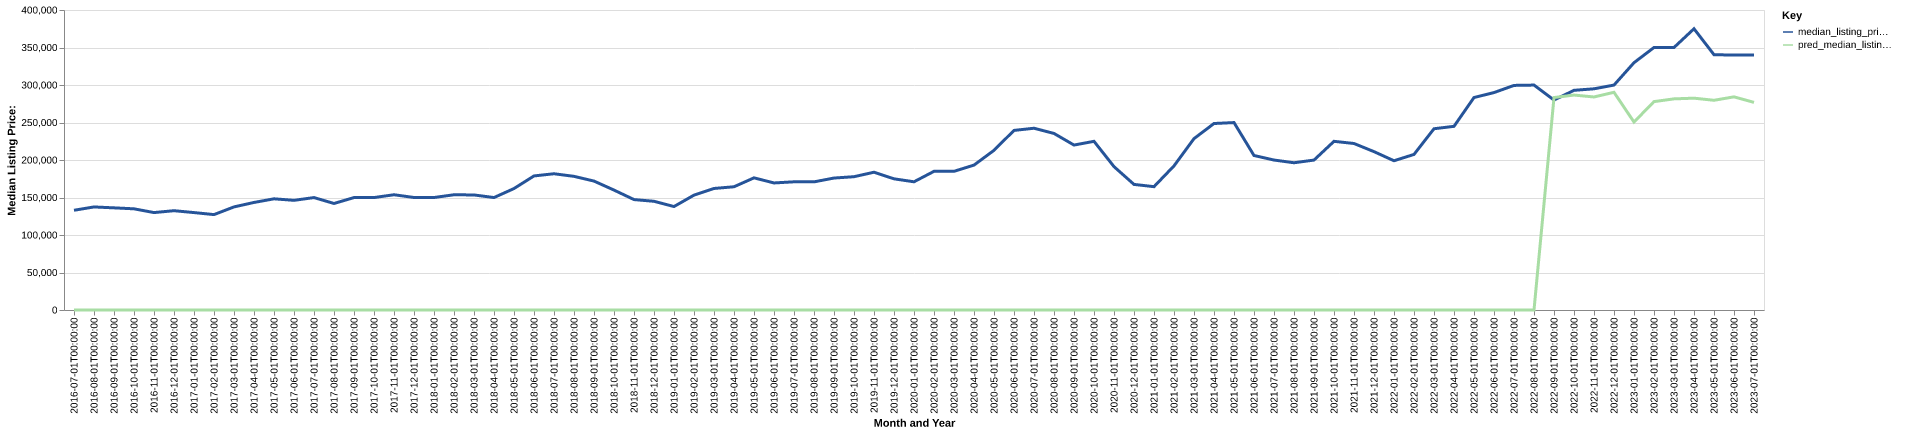 400,000
350,000
300,000
250,000
200,000
150,000
100,000
50,000
0
Median Listing Price:
2016-07-01T00:00:00
2016-08-01T00:00:00
2016-09-01T00:00:00
2016-10-01T00:00:00
2016-11-01T00:00:00
2016-12-01T00:00:00
2017-01-01T00:00:00
2017-02-01T00:00:00
2017-03-01T00:00:00
2017-04-01T00:00:00
2017-05-01T00:00:00
2017-06-01T00:00:00
2017-07-01T00:00:00
2017-08-01T00:00:00
2017-09-01T00:00:00
2017-10-01T00:00:00
2017-11-01T00:00:00
2017-12-01T00:00:00
2018-01-01T00:00:00
2018-02-01T00:00:00
2018-03-01T00:00:00
2018-04-01T00:00:00
2018-05-01T00:00:00
2018-06-01T00:00:00
2018-07-01T00:00:00
2018-08-01T00:00:00
2018-09-01T00:00:00
2018-10-01T00:00:00
2018-11-01T00:00:00
2018-12-01T00:00:00
2019-01-01T00:00:00
2019-02-01T00:00:00
2019-03-01T00:00:00
2019-04-01T00:00:00
2019-05-01T00:00:00
2019-06-01T00:00:00
2019-07-01T00:00:00
2019-08-01T00:00:00
2019-09-01T00:00:00
2019-10-01T00:00:00
2019-11-01T00:00:00
2019-12-01T00:00:00
2020-01-01T00:00:00
2020-02-01T00:00:00
2020-03-01T00:00:00
2020-04-01T00:00:00
2020-05-01T00:00:00
2020-06-01T00:00:00
2020-07-01T00:00:00
2020-08-01T00:00:00
2020-09-01T00:00:00
2020-10-01T00:00:00
2020-11-01T00:00:00
2020-12-01T00:00:00
2021-01-01T00:00:00
2021-02-01T00:00:00
2021-03-01T00:00:00
2021-04-01T00:00:00
2021-05-01T00:00:00
2021-06-01T00:00:00
2021-07-01T00:00:00
2021-08-01T00:00:00
2021-09-01T00:00:00
2021-10-01T00:00:00
2021-11-01T00:00:00
2021-12-01T00:00:00
2022-01-01T00:00:00
2022-02-01T00:00:00
2022-03-01T00:00:00
2022-04-01T00:00:00
2022-05-01T00:00:00
2022-06-01T00:00:00
2022-07-01T00:00:00
2022-08-01T00:00:00
2022-09-01T00:00:00
2022-10-01T00:00:00
2022-11-01T00:00:00
2022-12-01T00:00:00
2023-01-01T00:00:00
2023-02-01T00:00:00
2023-03-01T00:00:00
2023-04-01T00:00:00
2023-05-01T00:00:00
2023-06-01T00:00:00
2023-07-01T00:00:00
Month and Year
Key
median_listing_pri…
pred_median_listin…